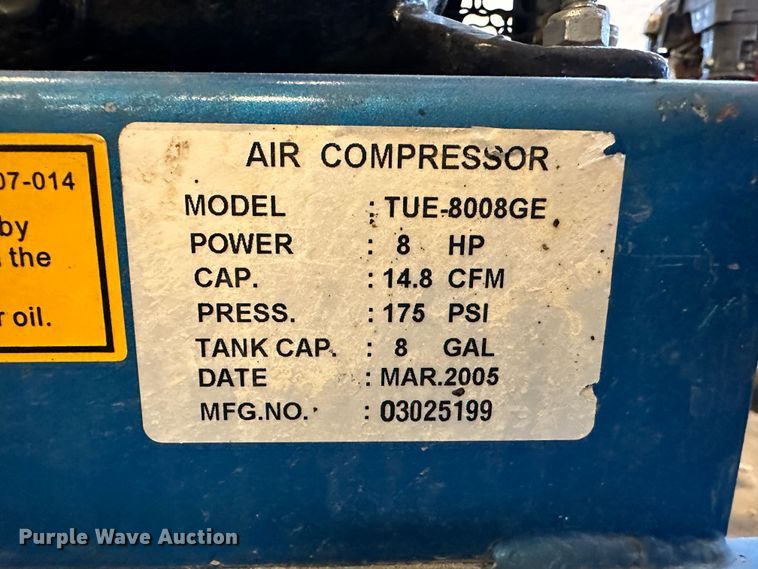 07-014
by
the
oil.
AIR COMPRESSOR
MODEL : TUE-8008GE
POWER : 8 HP
CAP. : 14.8 CFM
PRESS. : 175 PSI
TANK CAP. : 8 GAL
DATE : MAR.2005
MFG.NO. : 03025199
Purple Wave Auction